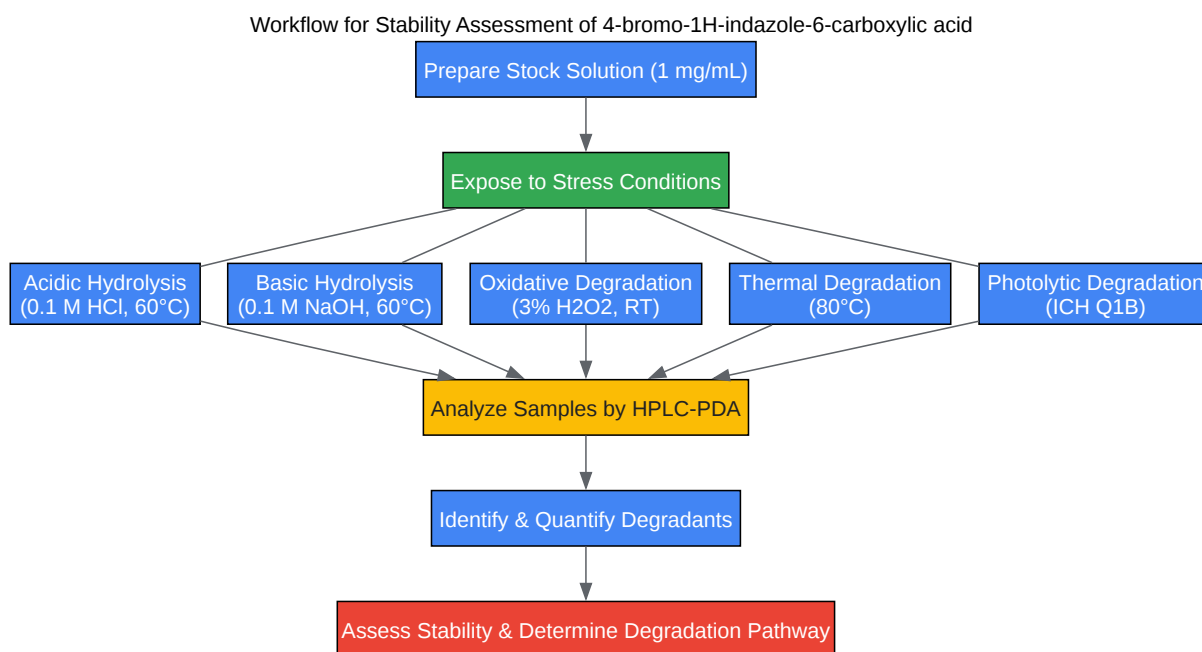 Workflow for Stability Assessment of 4-bromo-1H-indazole-6-carboxylic acid
Prepare Stock Solution (1 mg/mL)
Expose to Stress Conditions
Acidic Hydrolysis
(0.1 M HCl, 60°C)
Basic Hydrolysis
(0.1 M NaOH, 60°C)
Oxidative Degradation
(3% H2O2, RT)
Thermal Degradation
(80°C)
Photolytic Degradation
(ICH Q1B)
Analyze Samples by HPLC-PDA
Identify & Quantify Degradants
Assess Stability & Determine Degradation Pathway